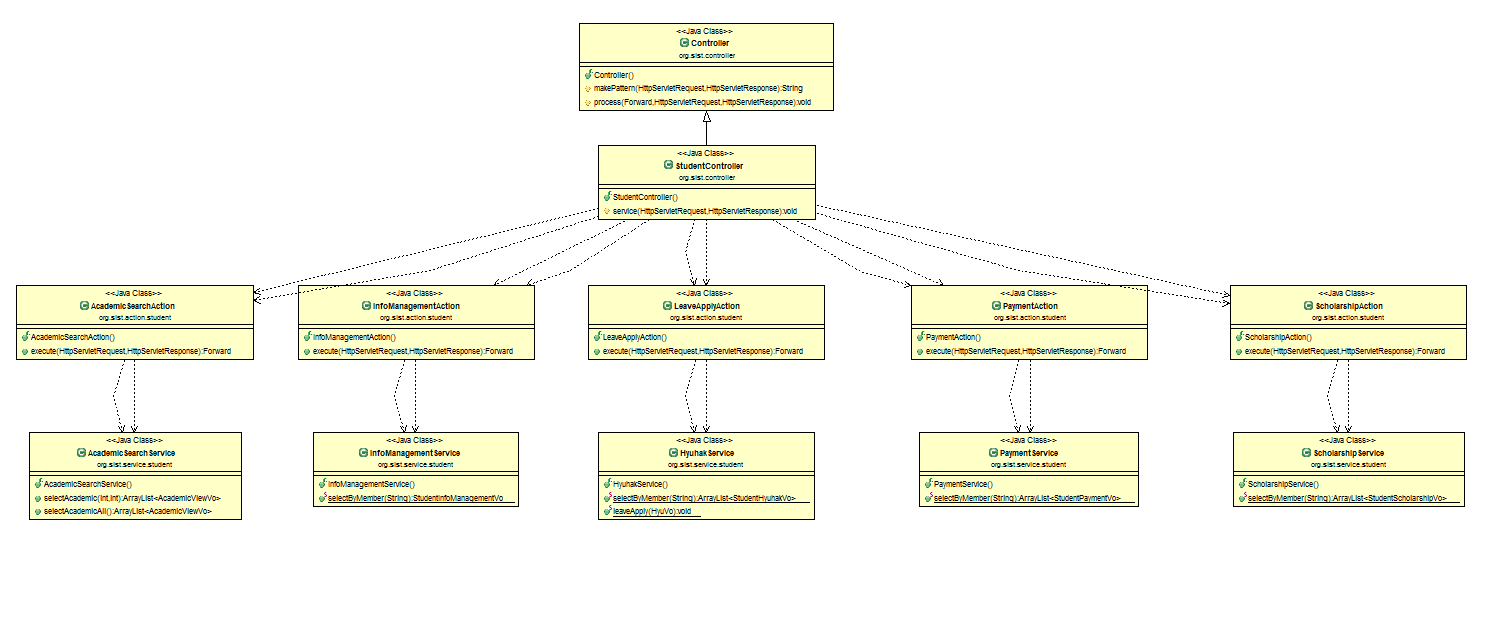 <<Java Class>>
Controller
org.sist.controller
Controller()
makePattern(HttpServletRequest,HttpServletResponse):String
process(Forward,HttpServletRequest,HttpServletResponse):void
<<Java Class>>
StudentController
org.sist.controller
StudentController()
service(HttpServletRequest,HttpServletResponse):void
<<Java Class>>
AcademicSearchAction
org.sist.action.student
AcademicSearchAction()
execute(HttpServletRequest,HttpServletResponse):Forward
<<Java Class>>
InfoManagementAction
org.sist.action.student
InfoManagementAction()
execute(HttpServletRequest,HttpServletResponse):Forward
<<Java Class>>
LeaveApplyAction
org.sist.action.student
LeaveApplyAction()
execute(HttpServletRequest,HttpServletResponse):Forward
<<Java Class>>
PaymentAction
org.sist.action.student
PaymentAction()
execute(HttpServletRequest,HttpServletResponse):Forward
<<Java Class>>
ScholarshipAction
org.sist.action.student
ScholarshipAction()
execute(HttpServletRequest,HttpServletResponse):Forward
<<Java Class>>
AcademicSearchService
org.sist.service.student
AcademicSearchService()
selectAcademic(int,int):ArrayList<AcademicViewVo>
selectAcademicAll():ArrayList<AcademicViewVo>
<<Java Class>>
InfoManagementService
org.sist.service.student
InfoManagementService()
selectByMember(String):StudentInfoManagementVo
<<Java Class>>
HyuhakService
org.sist.service.student
HyuhakService()
selectByMember(String):ArrayList<StudentHyuhakVo>
leaveApply(HyuVo):void
<<Java Class>>
PaymentService
org.sist.service.student
PaymentService()
selectByMember(String):ArrayList<StudentPaymentVo>
<<Java Class>>
ScholarshipService
org.sist.service.student
ScholarshipService()
selectByMember(String):ArrayList<StudentScholarshipVo>